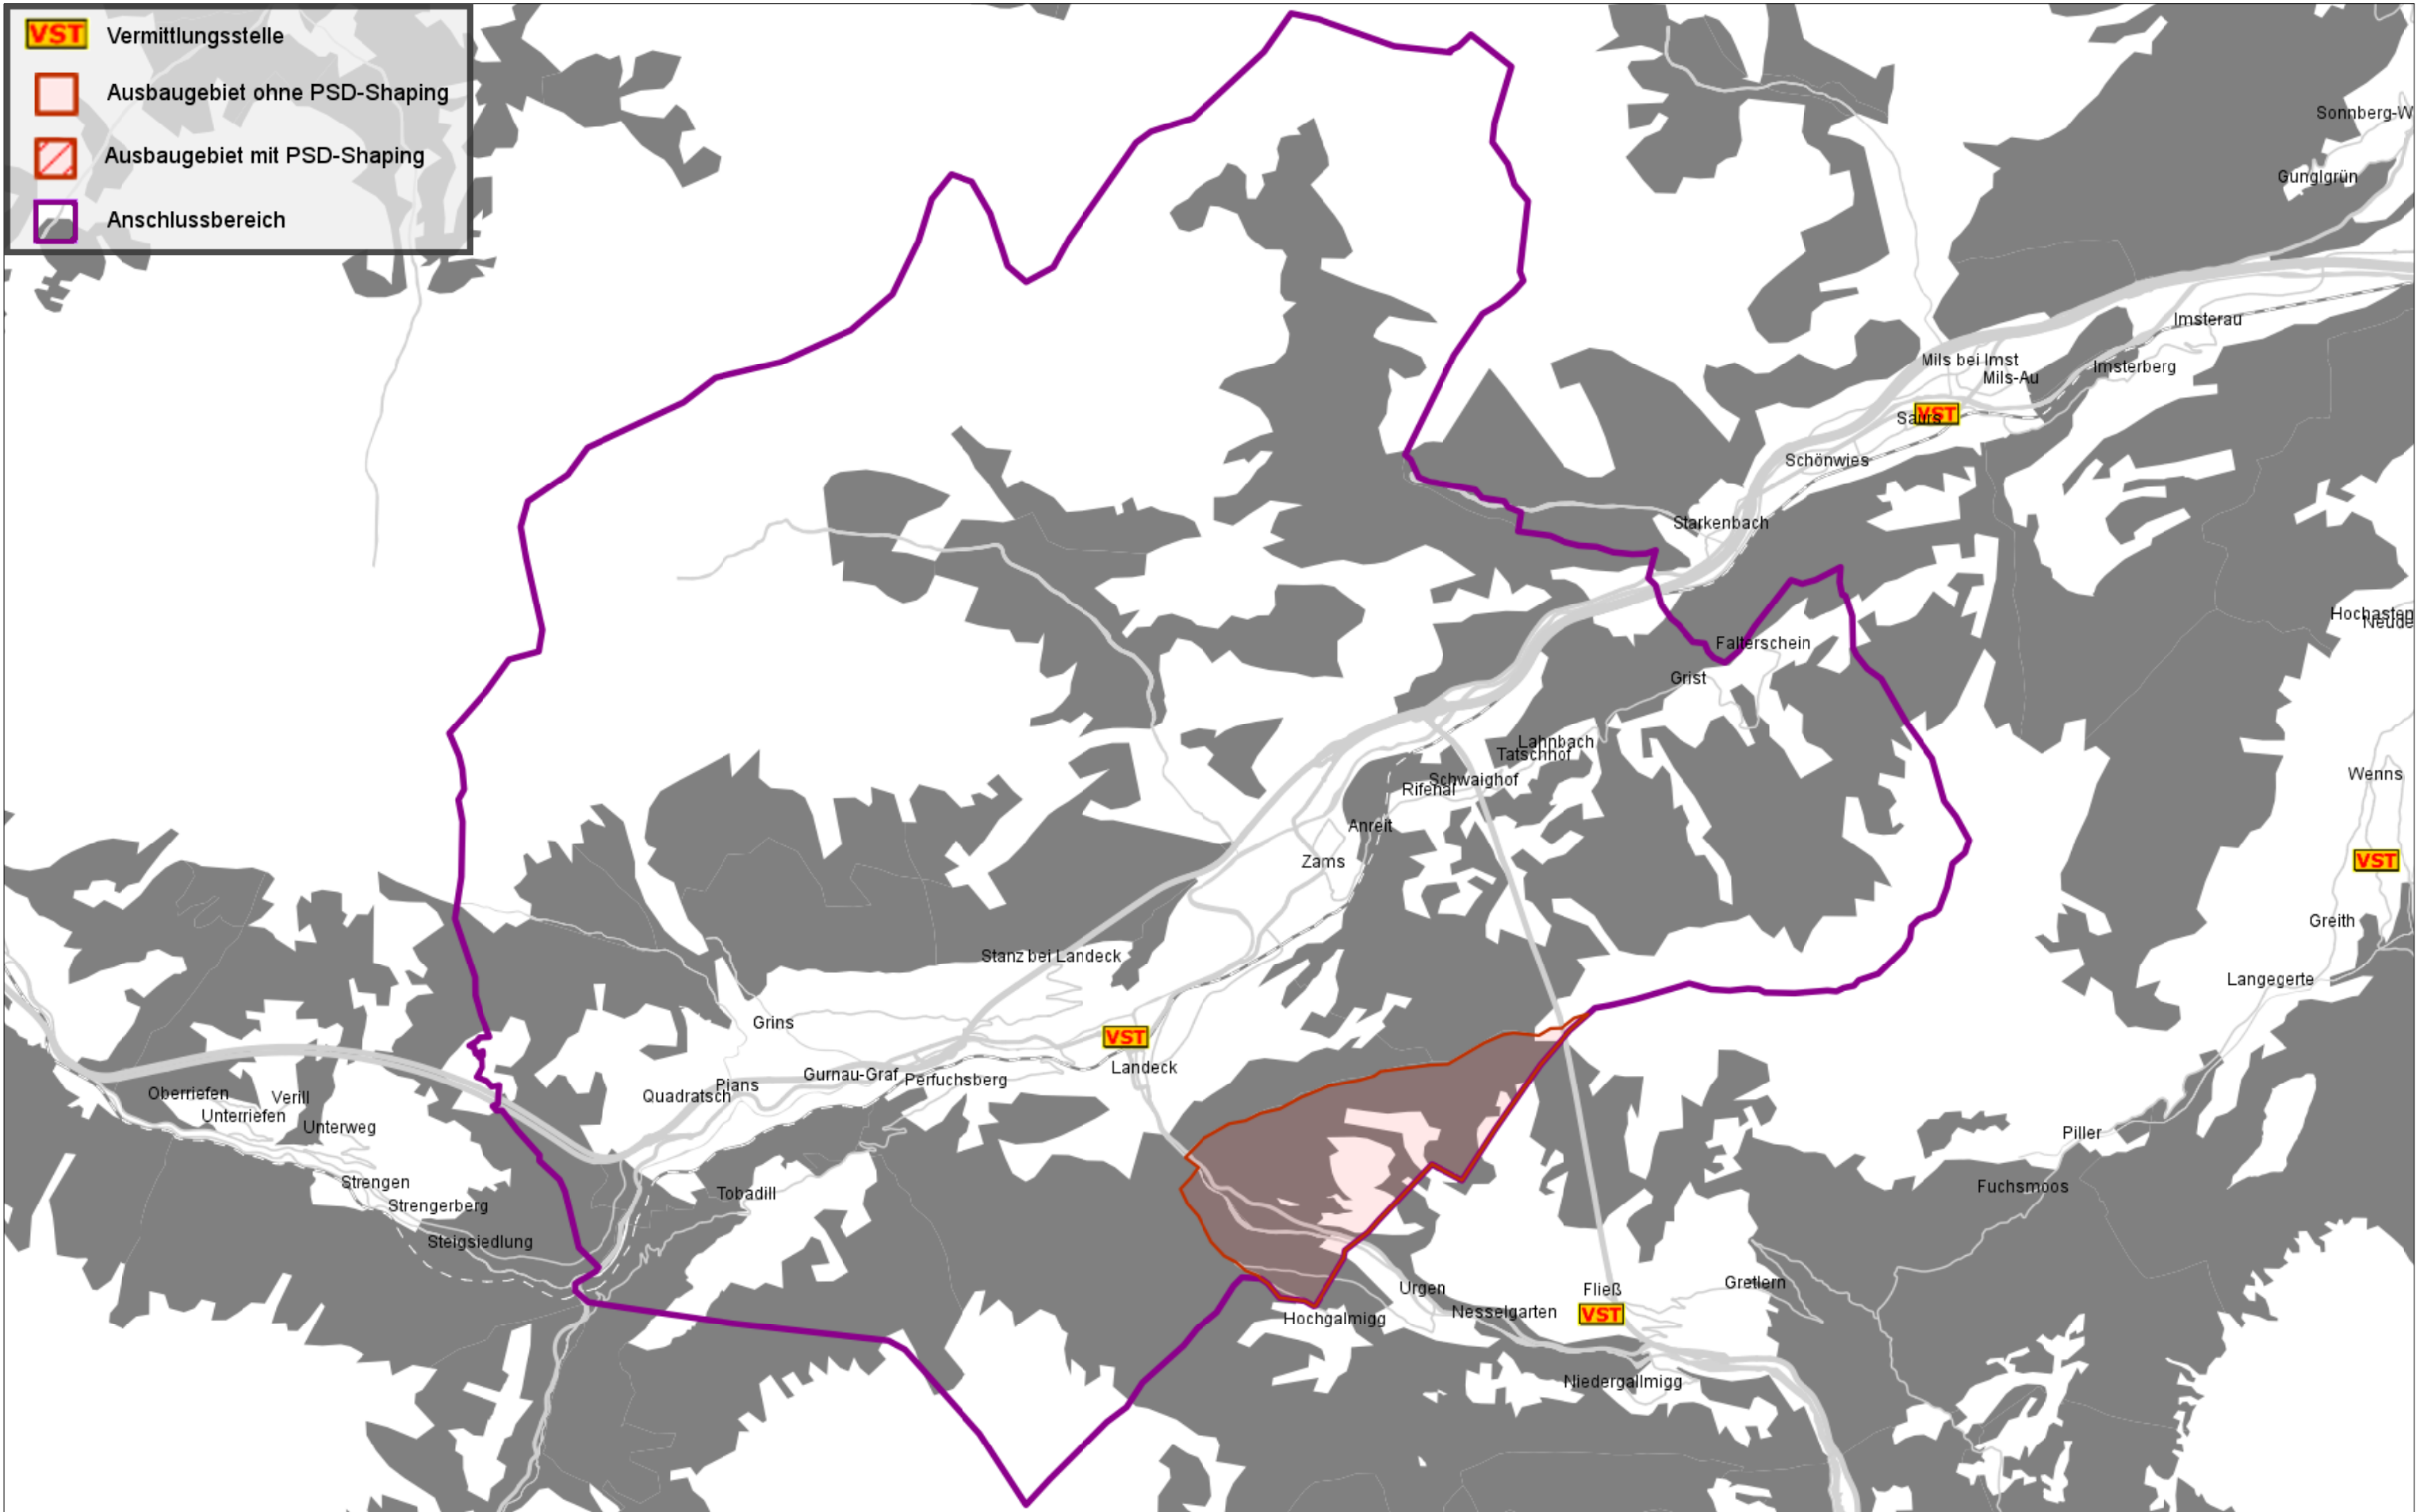 VST Vermittlungsstelle
Ausbaugebiet ohne PSD-Shaping
Ausbaugebiet mit PSD-Shaping
Anschlussbereich
Sonnberg-W
Gunglgrün
Imsterau
Mils bei Imst
Imsterberg
Mils-Au
VST
Saurs
Schönwies
Starkenbach
Hochasten
Falterschein
Grist
Lahnbach
Tatschhof
Schwaighof
Rifenal
Wenns
Anreit
Zams
VST
Greith
Stanz bei Landeck
Langegerte
Grins
VST
Landeck
Gurnau-Graf
Perfuchsberg
Pians
Quadratsch
Oberriefen
Verill
Unterriefen
Unterweg
Piller
Strengen
Fuchsmoos
Tobadill
Strengerberg
Steigsiedlung
Gretlern
Urgen
Fließ
VST
Nesselgarten
Hochgalmigg
Niedergallmigg